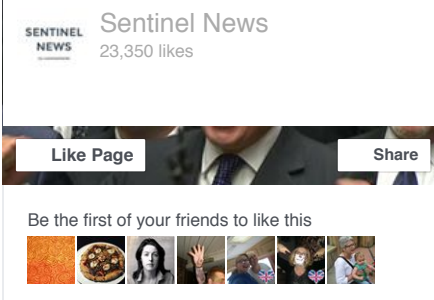 SENTINEL
NEWS
Sentinel News
23,350 likes
Like Page
Share
Be the first of your friends to like this